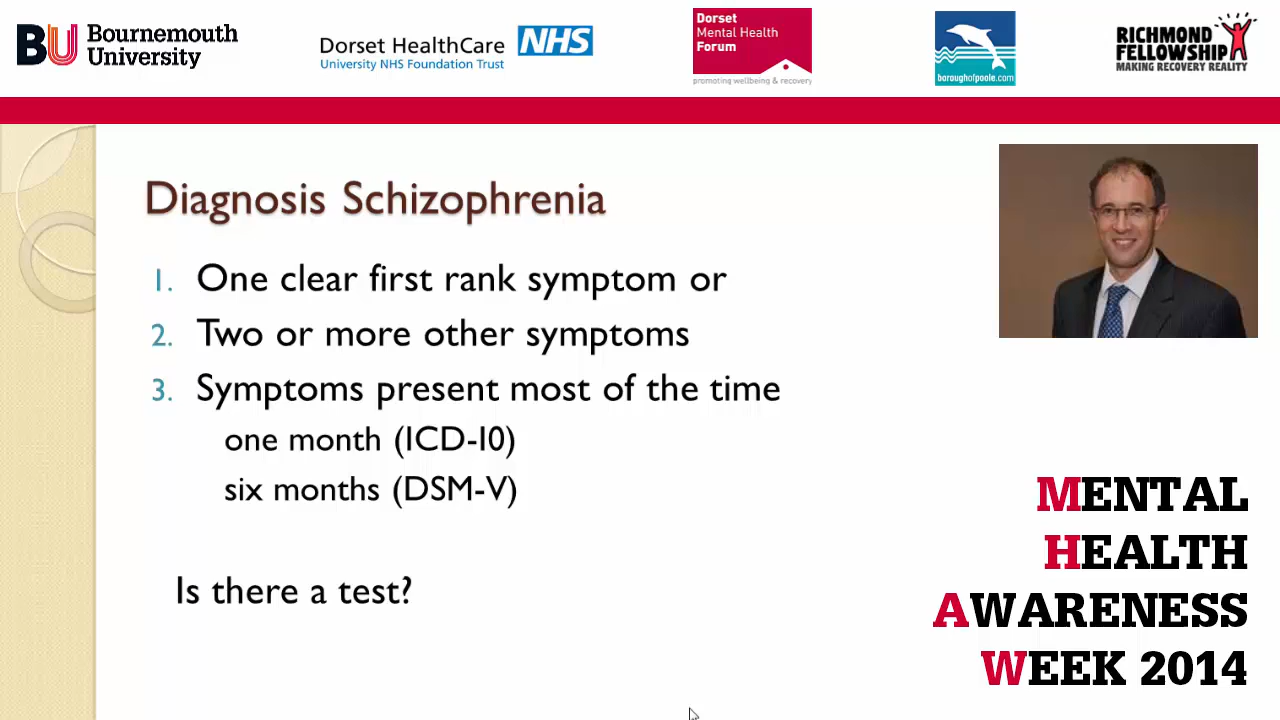 BU Bournemouth
University
Dorset HealthCare NHS
University NHS Foundation Trust
Dorset
Mental Health
Forum
promoting wellbeing & recovery
boroughofpoole.com
RICHMOND
FELLOWSHIP
MAKING RECOVERY REALITY
Diagnosis Schizophrenia
1. One clear first rank symptom or
2. Two or more other symptoms
3. Symptoms present most of the time
one month (ICD-10)
six months (DSM-V)
Is there a test?
MENTAL
HEALTH
AWARENESS
WEEK 2014